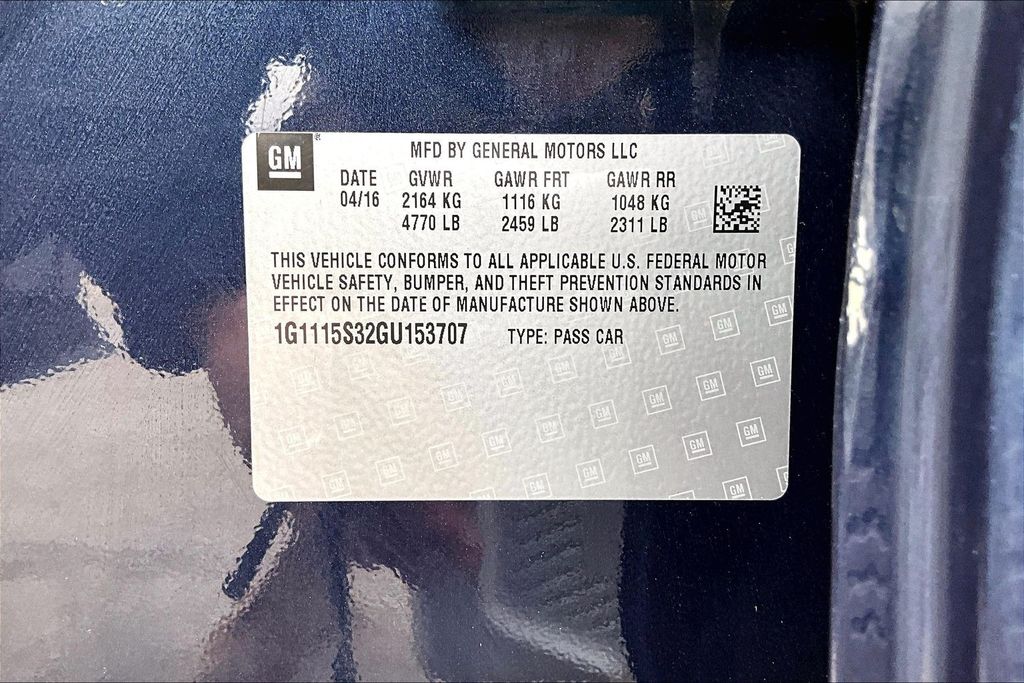 GM
MFD BY GENERAL MOTORS LLC
DATE GVWR GAWR FRT GAWR RR
04/16 2164 KG 1116 KG 1048 KG
4770 LB 2459 LB 2311 LB
THIS VEHICLE CONFORMS TO ALL APPLICABLE U.S. FEDERAL MOTOR
VEHICLE SAFETY, BUMPER, AND THEFT PREVENTION STANDARDS IN
EFFECT ON THE DATE OF MANUFACTURE SHOWN ABOVE.
1G1115S32GU153707 TYPE: PASS CAR